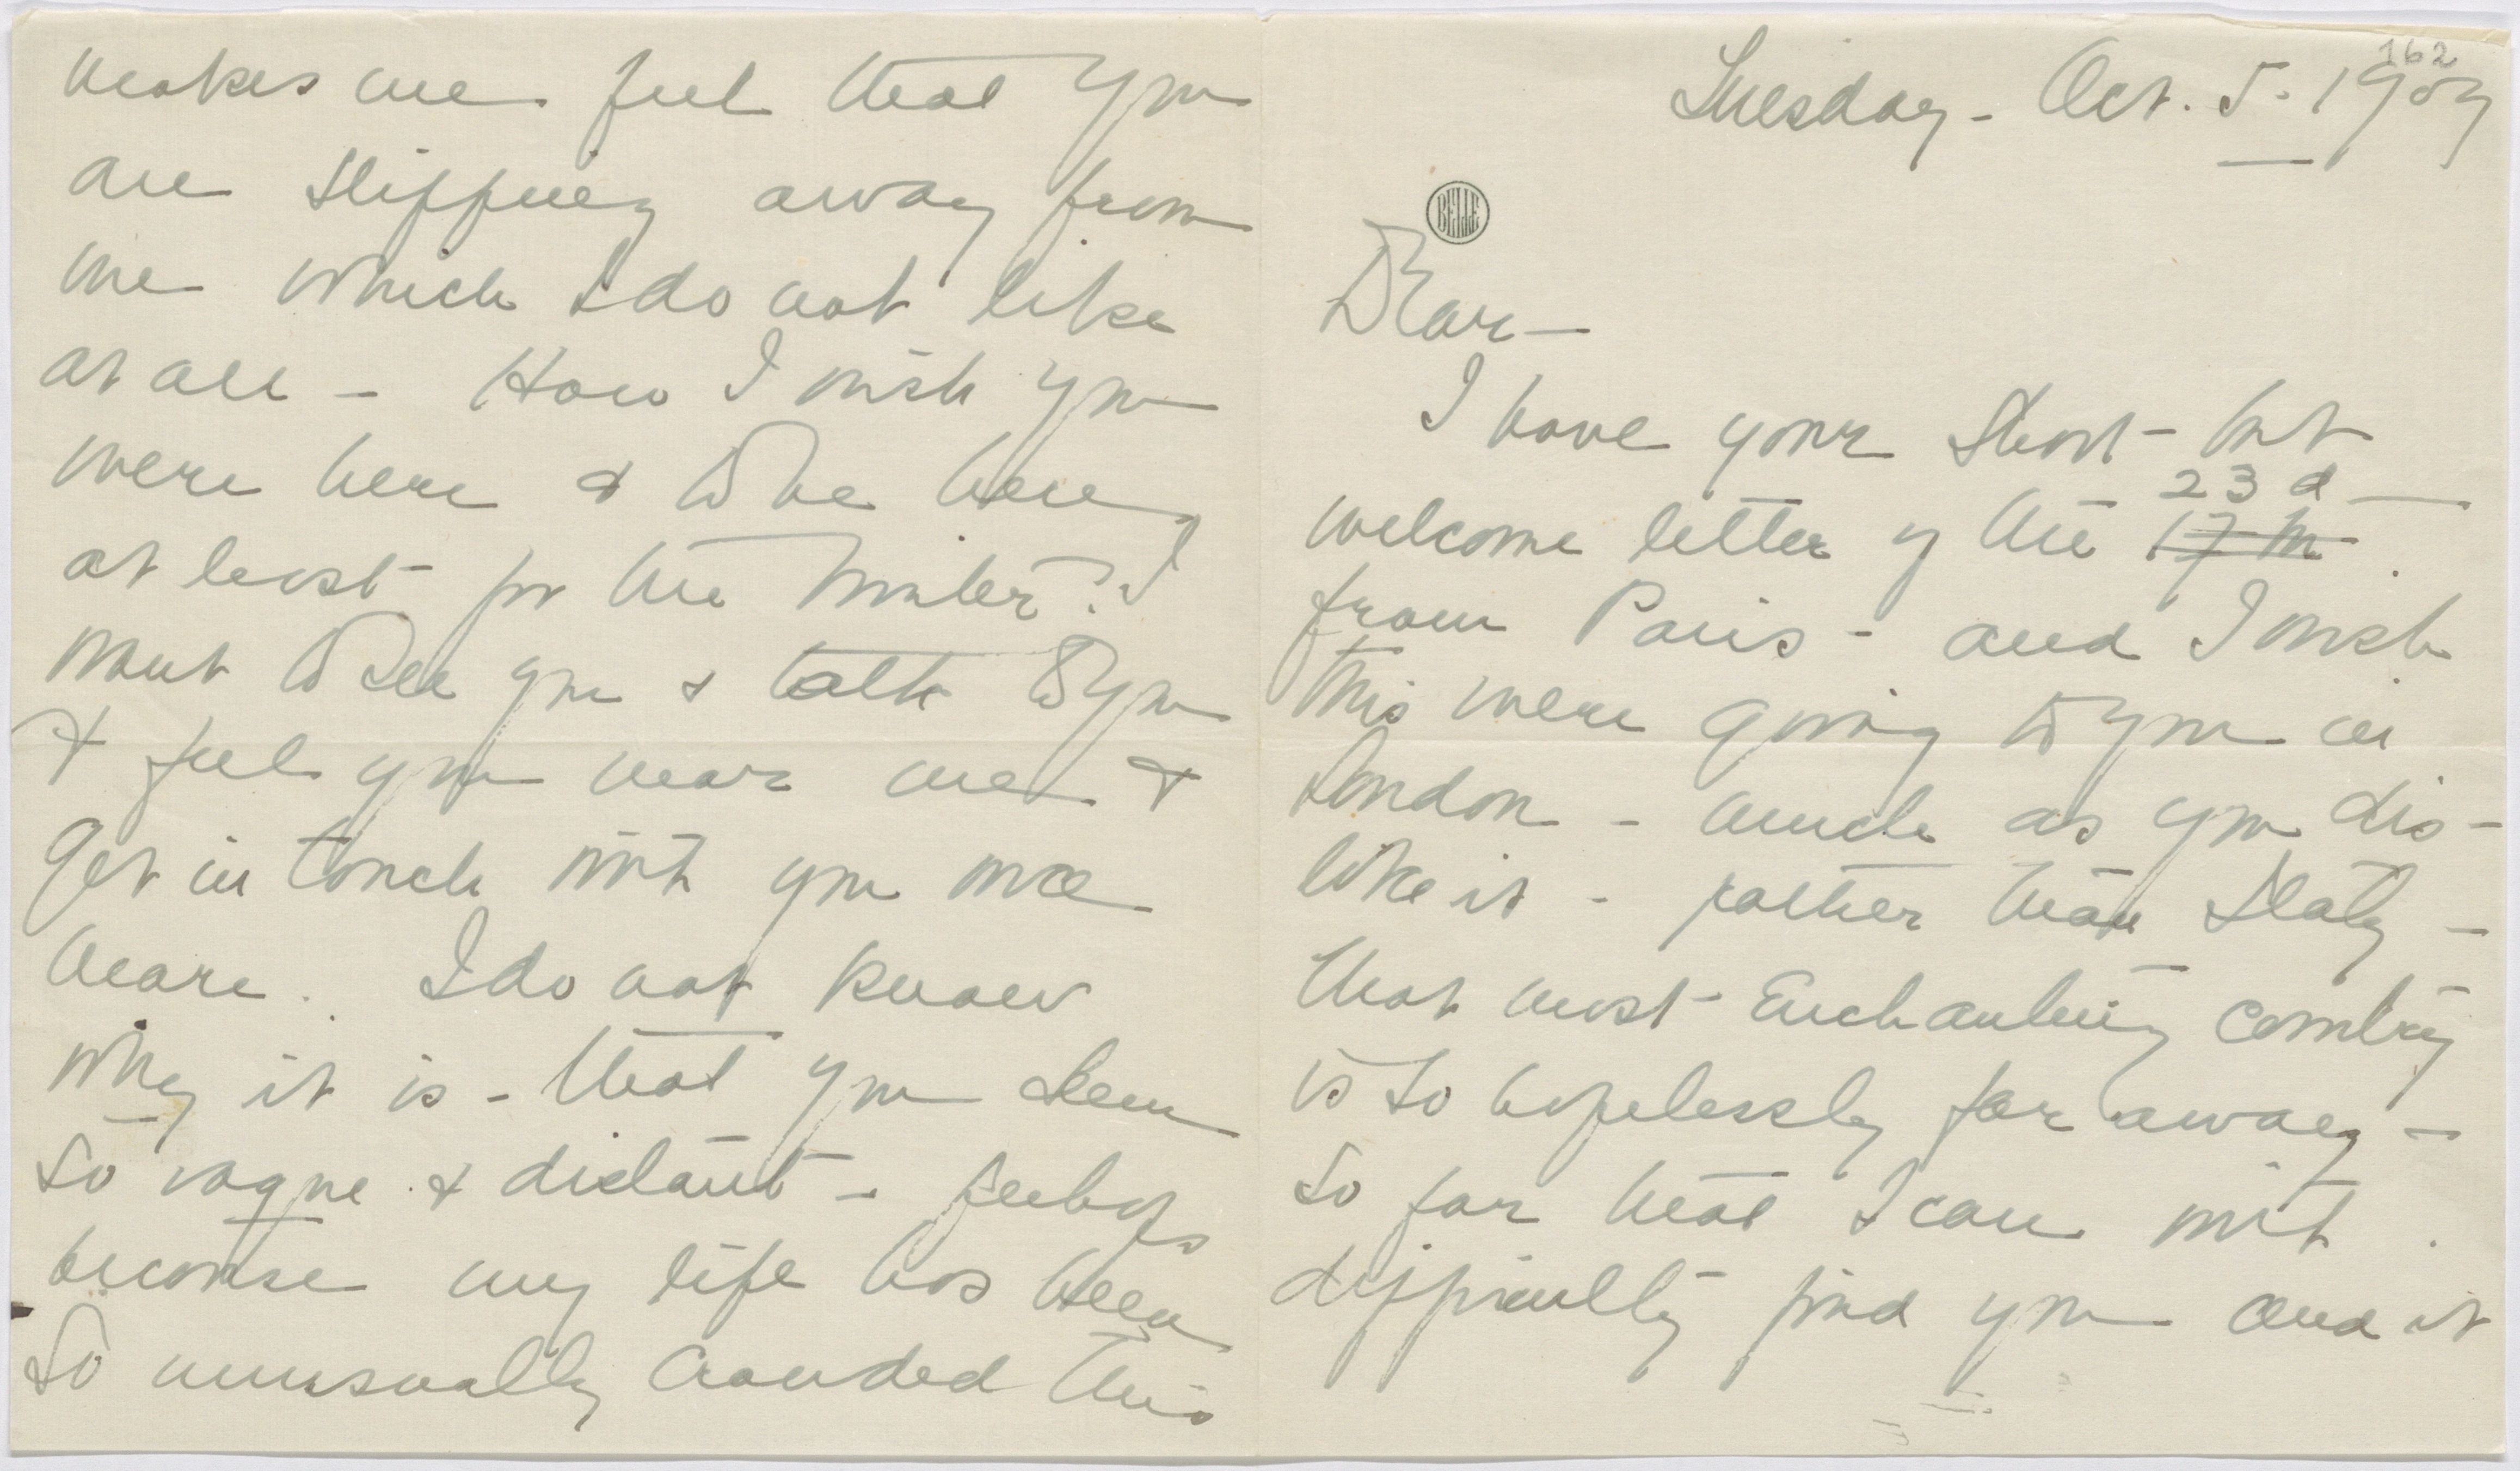 162
Tuesday - Oct. 5. 1909
BELLE
Dear -
I have your short - but
23d
welcome letter of the 17th
from Paris - and I wish
this were going to you in
London - much as you dis-
like it - rather than Italy -
that most enchanting country
is so hopelessly far away -
so far that I can with
difficulty find you and it
makes me feel that you
are slipping away from
me which I do not like
at all - How I wish you
were here & to be here
at least for the winter! I
want to see you & talk to you
& feel you near me &
get in touch with you once
more. I do not know
why it is - that you seem
so vague & distant - perhaps
because my life has been
so unusually crowded this